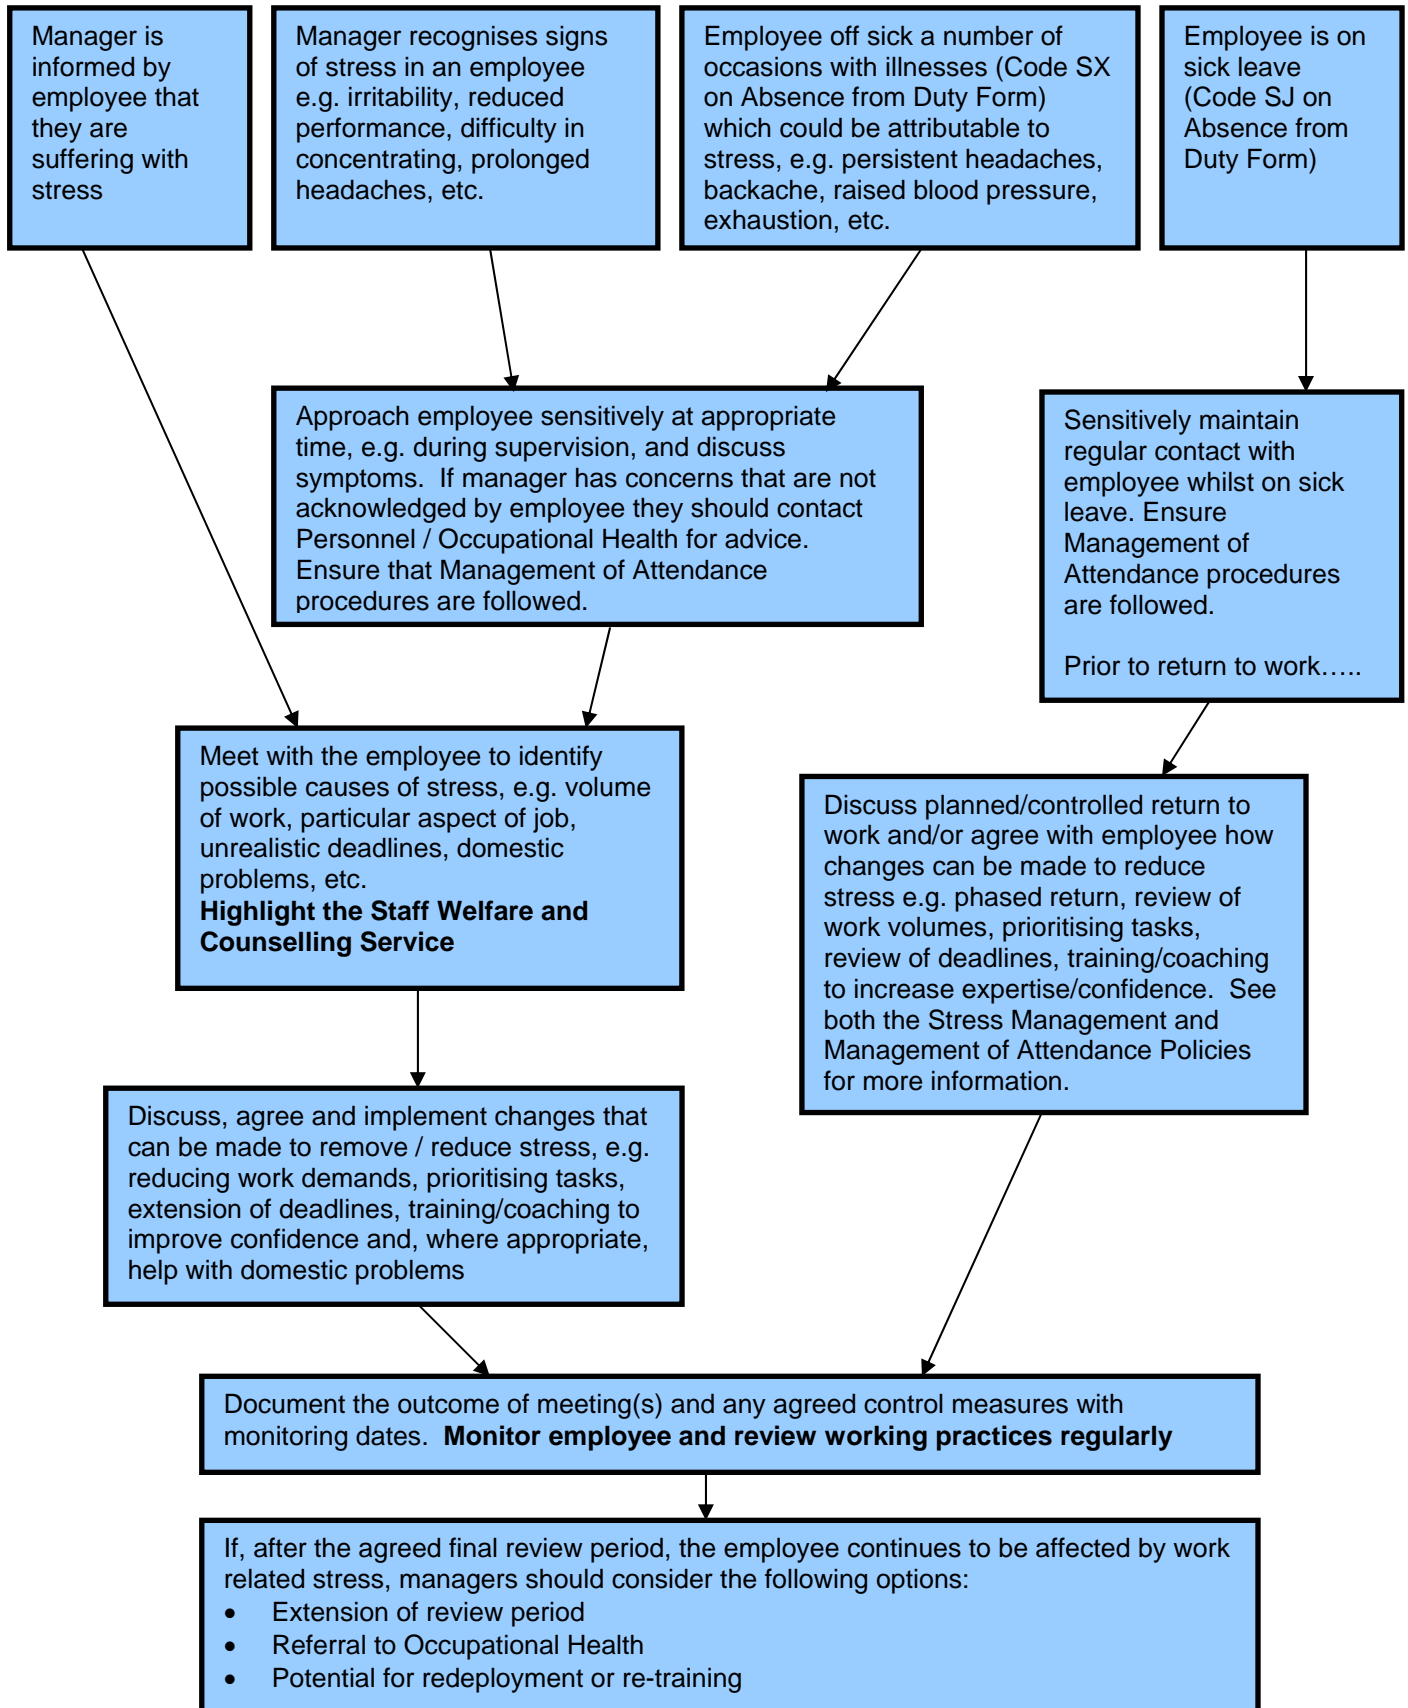 Manager is
informed by
employee that
they are
suffering with
stress
Manager recognises signs
of stress in an employee
e.g. irritability, reduced
performance, difficulty in
concentrating, prolonged
headaches, etc.
Employee off sick a number of
occasions with illnesses (Code SX
on Absence from Duty Form)
which could be attributable to
stress, e.g. persistent headaches,
backache, raised blood pressure,
exhaustion, etc.
Employee is on
sick leave
(Code SJ on
Absence from
Duty Form)
Approach employee sensitively at appropriate
time, e.g. during supervision, and discuss
symptoms.  If manager has concerns that are not
acknowledged by employee they should contact
Personnel / Occupational Health for advice.
Ensure that Management of Attendance
procedures are followed.
Sensitively maintain
regular contact with
employee whilst on sick
leave. Ensure
Management of
Attendance procedures
are followed.
Prior to return to work…..
Meet with the employee to identify
possible causes of stress, e.g. volume
of work, particular aspect of job,
unrealistic deadlines, domestic
problems, etc.
Highlight the Staff Welfare and
Counselling Service
Discuss planned/controlled return to
work and/or agree with employee how
changes can be made to reduce
stress e.g. phased return, review of
work volumes, prioritising tasks,
review of deadlines, training/coaching
to increase expertise/confidence.  See
both the Stress Management and
Management of Attendance Policies
for more information.
Discuss, agree and implement changes that
can be made to remove / reduce stress, e.g.
reducing work demands, prioritising tasks,
extension of deadlines, training/coaching to
improve confidence and, where appropriate,
help with domestic problems
Document the outcome of meeting(s) and any agreed control measures with
monitoring dates.  Monitor employee and review working practices regularly
If, after the agreed final review period, the employee continues to be affected by work
related stress, managers should consider the following options:
• Extension of review period
• Referral to Occupational Health
• Potential for redeployment or re-training